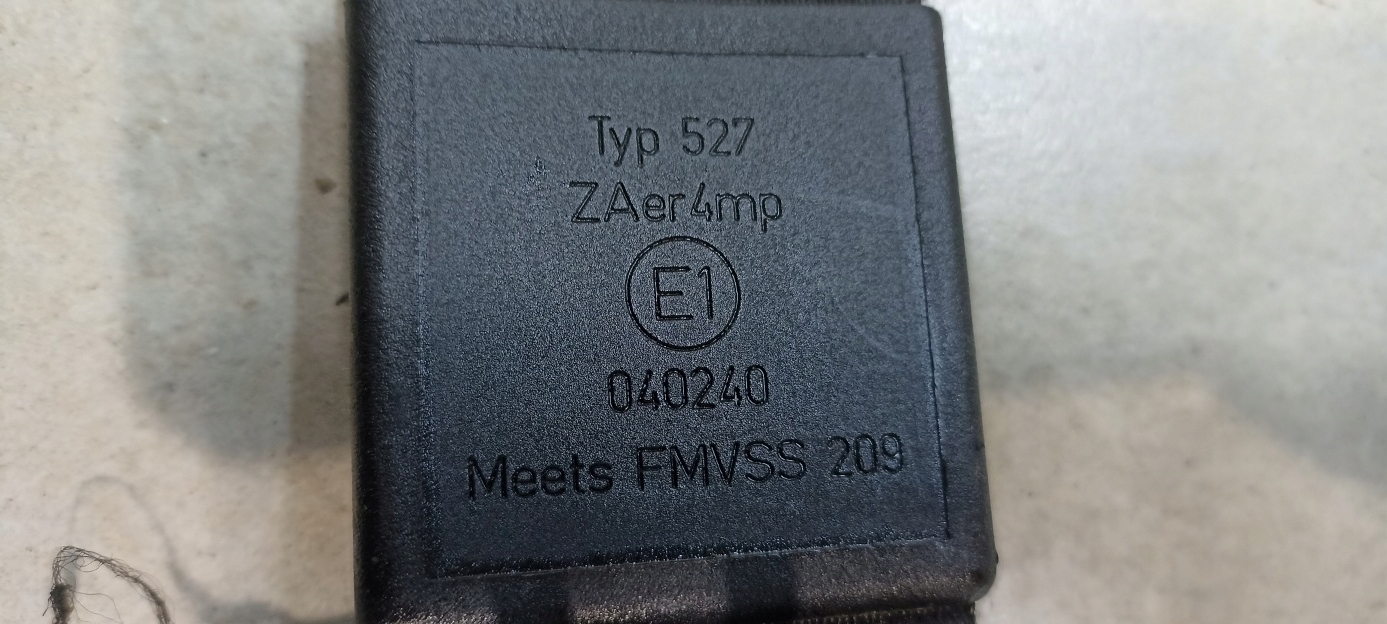 Typ 527
ZAer4mp
E1
040240
Meets FMVSS 209